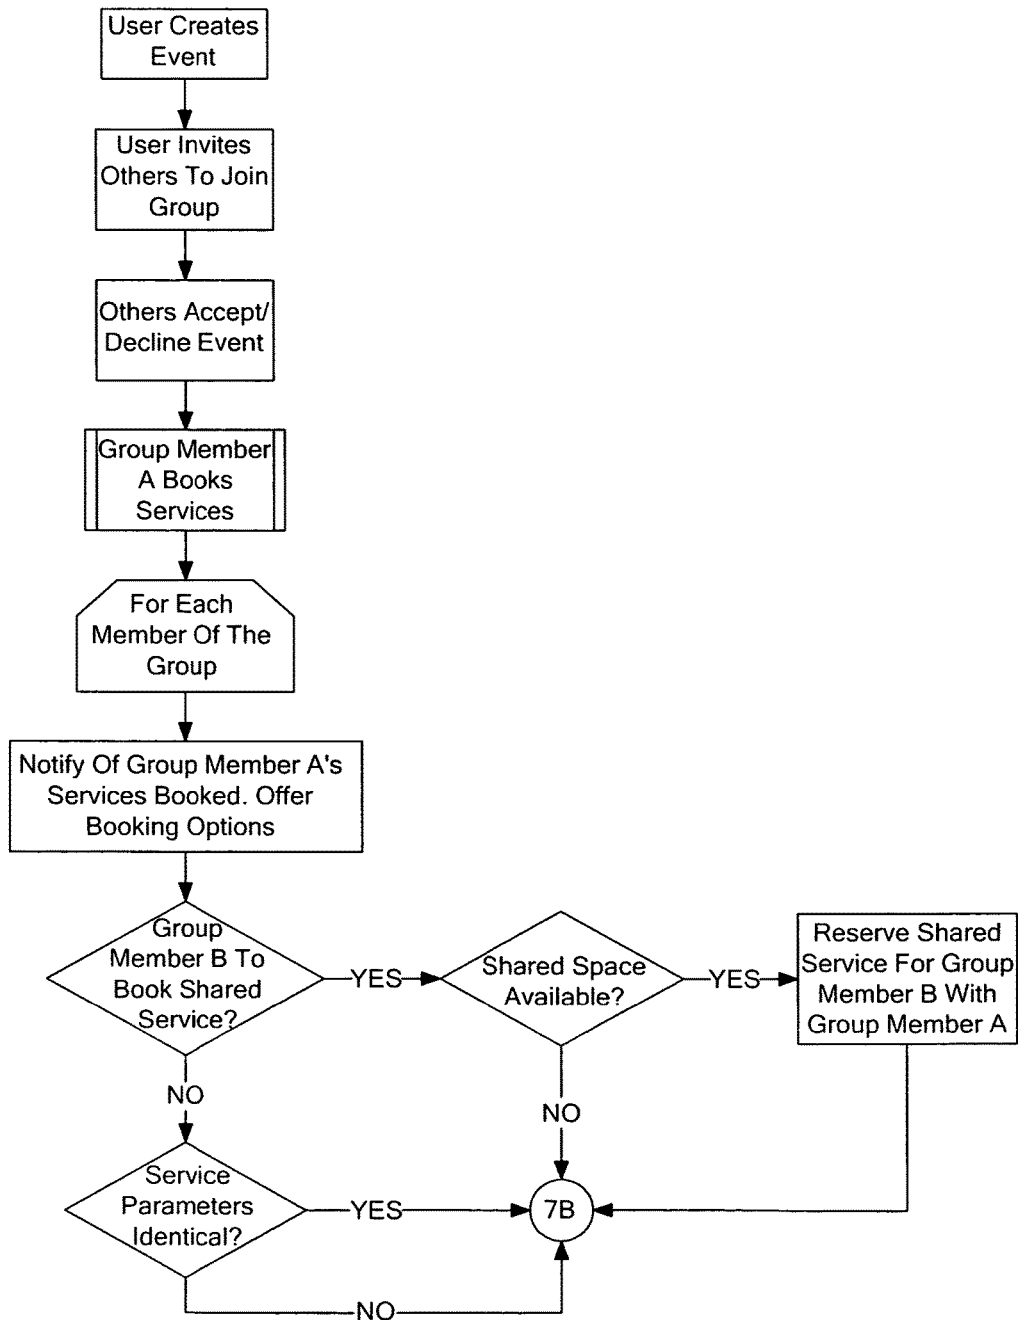 User Creates
Event
User Invites
Others To Join
Group
Others Accept/
Decline Event
Group Member
A Books
Services
For Each
Member Of The
Group
Notify Of Group Member A's
Services Booked. Offer
Booking Options
Group
Member B To
Book Shared
Service?
YES
Shared Space
Available?
YES
Reserve Shared
Service For Group
Member B With
Group Member A
NO
NO
Service
Parameters
Identical?
YES
7B
NO